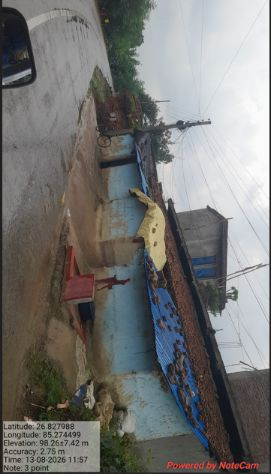 Latitude: 26.827988
Longitude: 85.274499
Elevation: 98.26±7.42 m
Accuracy: 2.75 m
Time: 13-08-2026 11:57
Note: 3 point
Powered by NoteCam